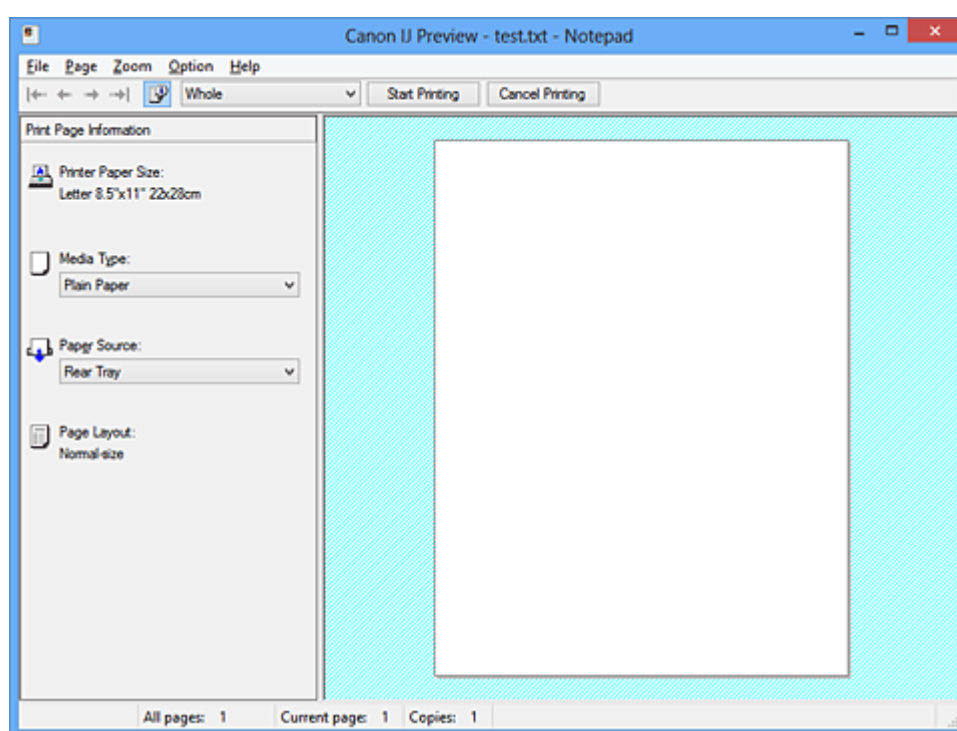 Canon IJ Preview - test.txt - Notepad
File Page Zoom Option Help
Whole Start Printing Cancel Printing
Print Page Information
Printer Paper Size:
Letter 8.5"x11" 22x28cm
Media Type:
Plain Paper
Paper Source:
Rear Tray
Page Layout:
Normal-size
All pages: 1 Current page: 1 Copies: 1